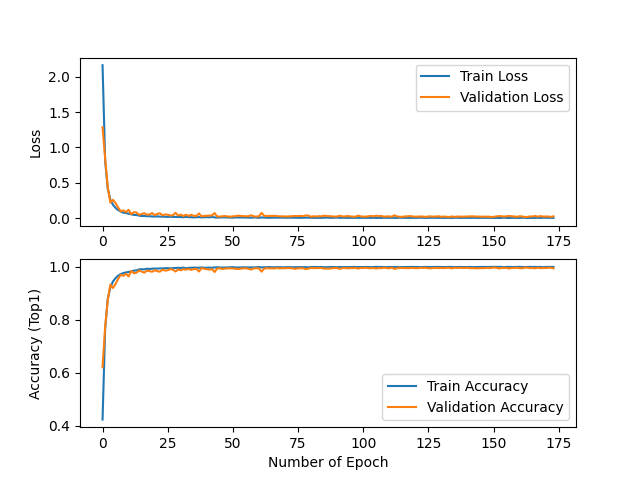 2.0
1.5
1.0
0.5
0.0
Loss
Train Loss
Validation Loss
0 25 50 75 100 125 150 175
1.0
0.8
0.6
0.4
Accuracy (Top1)
Train Accuracy
Validation Accuracy
0 25 50 75 100 125 150 175
Number of Epoch